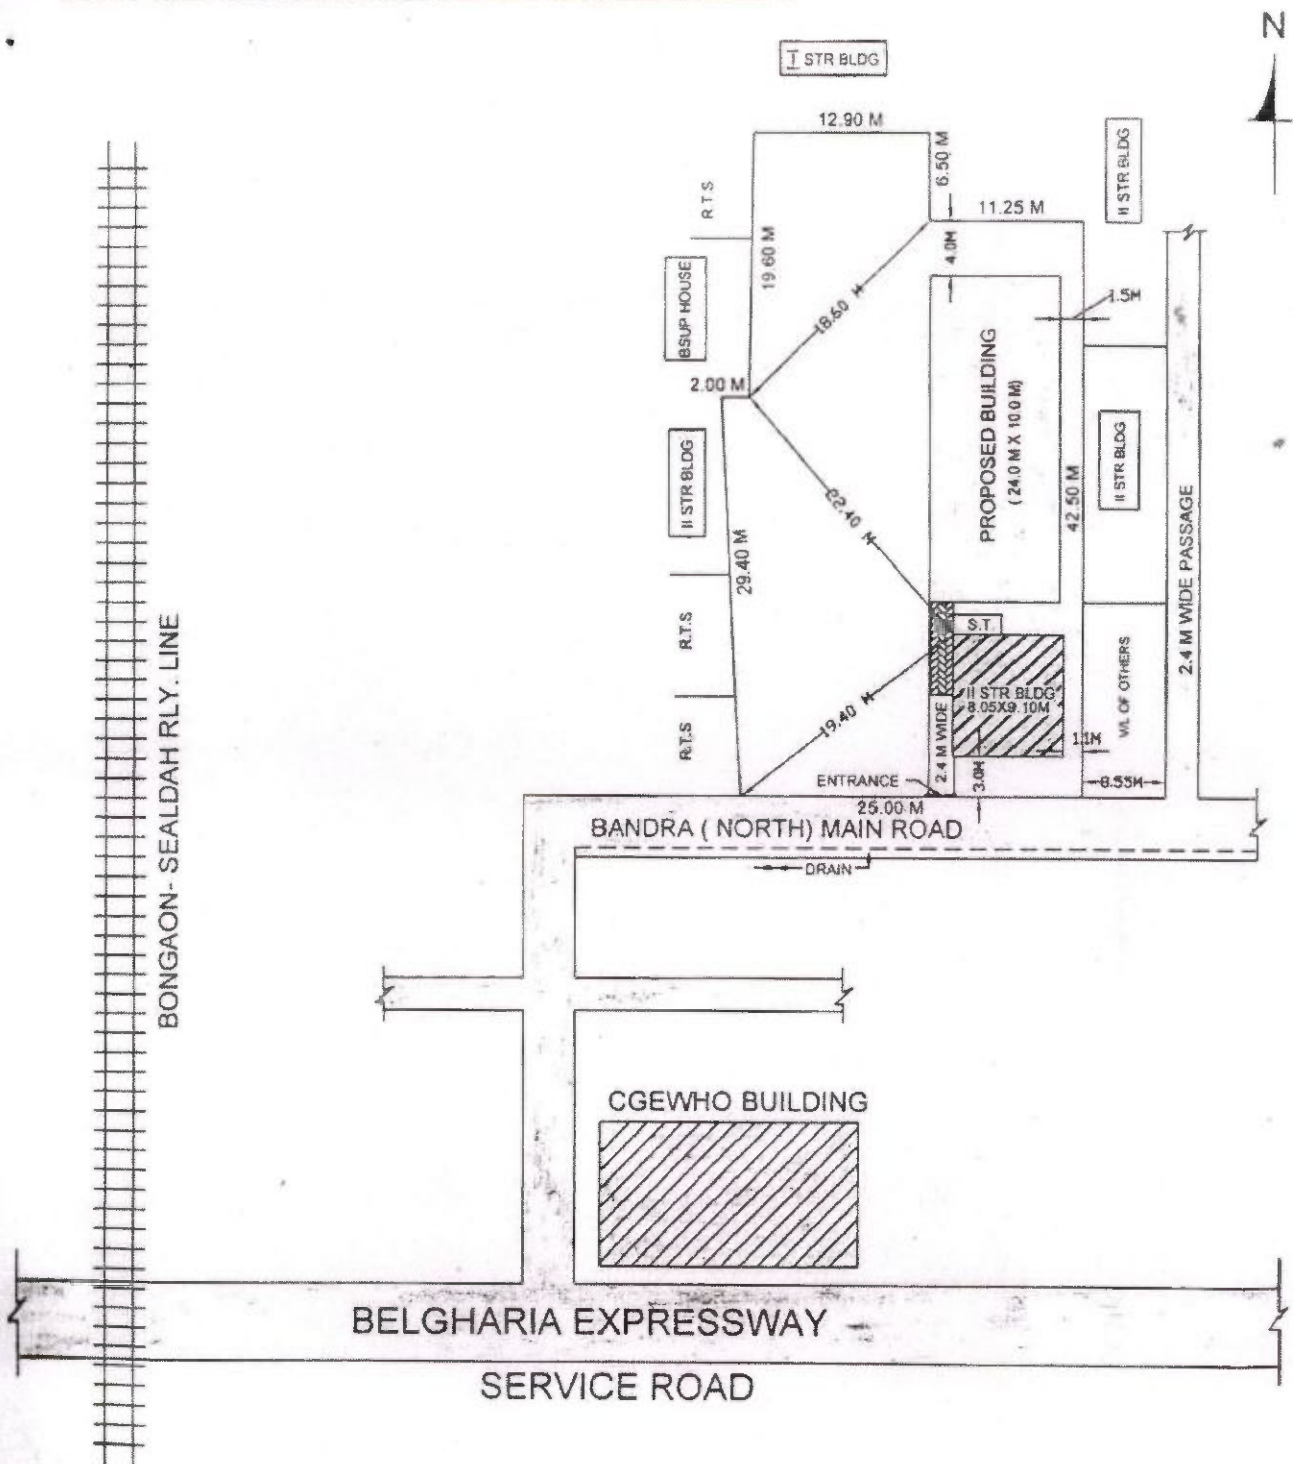 N
I STR BLDG
12.90 M
6.50 M
II STR BLDG
R.T.S
11.25 M
19.60 M
4.0M
BSUP HOUSE
18.60 M
1.5M
PROPOSED BUILDING
( 24.0 M X 10.0 M)
2.00 M
II STR BLDG
II STR BLDG
42.50 M
22.40 M
29.40 M
2.4 M WIDE PASSAGE
R.T.S
S.T.
II STR BLDG
8.05X9.10M
V/L OF OTHERS
19.40 M
R.T.S
2.4 M WIDE
1.1M
3.0M
ENTRANCE
8.55M
25.00 M
BANDRA ( NORTH) MAIN ROAD
DRAIN
BONGAON- SEALDAH RLY. LINE
CGEWHO BUILDING
BELGHARIA EXPRESSWAY
SERVICE ROAD